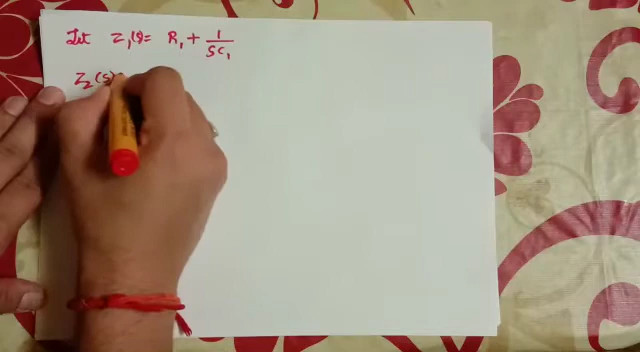 Let Z₁(s) = R₁ + 1/SC₁
Z₂(s)